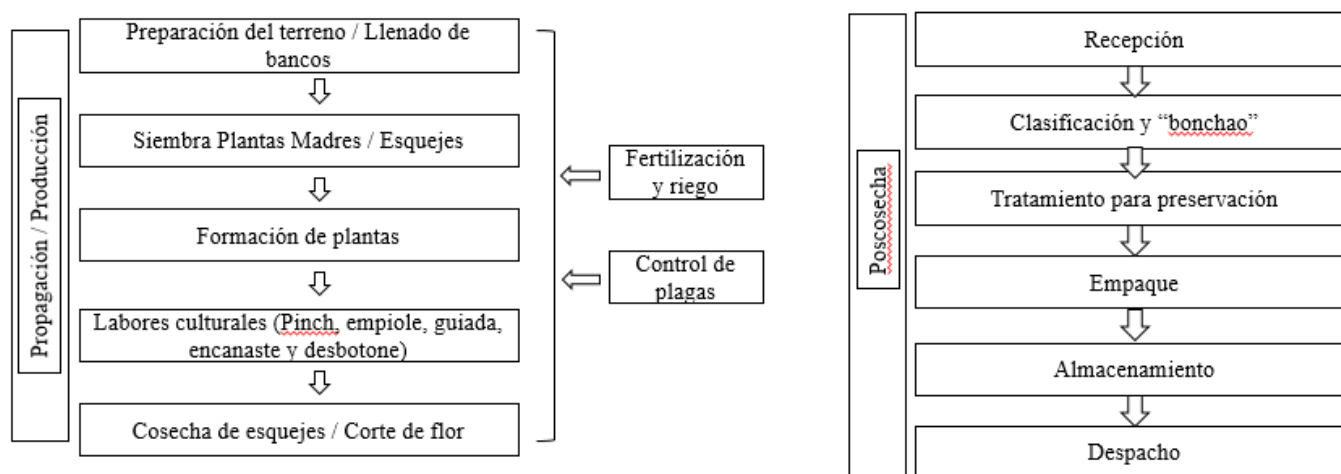 Propagación / Producción
Preparación del terreno / Llenado de
bancos
Siembra Plantas Madres / Esquejes
Formación de plantas
Labores culturales (Pinch, empiole, guiada,
encanaste y desbotone)
Cosecha de esquejes / Corte de flor
Fertilización
y riego
Control de
plagas
Poscosecha
Recepción
Clasificación y “bonchao”
Tratamiento para preservación
Empaque
Almacenamiento
Despacho